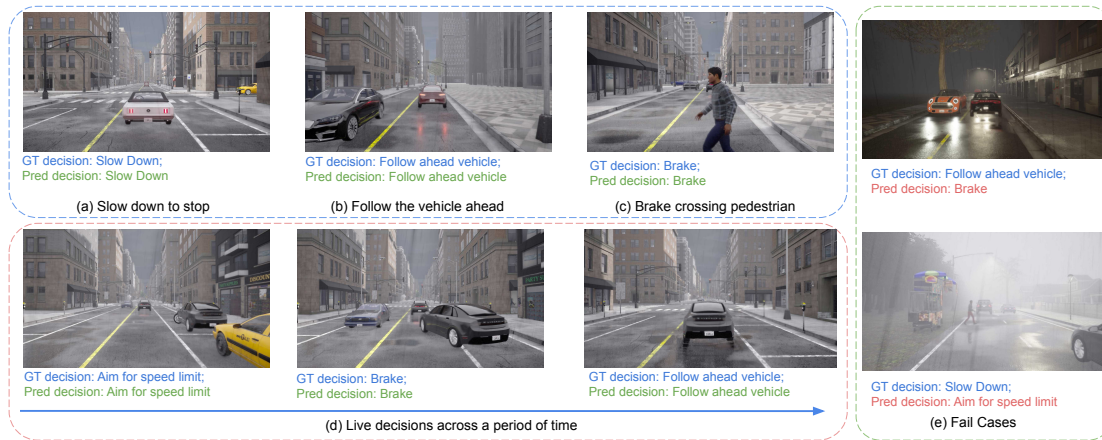 GT decision: Slow Down;
Pred decision: Slow Down
(a) Slow down to stop
GT decision: Follow ahead vehicle;
Pred decision: Follow ahead vehicle
(b) Follow the vehicle ahead
GT decision: Brake;
Pred decision: Brake
(c) Brake crossing pedestrian
GT decision: Aim for speed limit;
Pred decision: Aim for speed limit
GT decision: Brake;
Pred decision: Brake
GT decision: Follow ahead vehicle;
Pred decision: Follow ahead vehicle
(d) Live decisions across a period of time
GT decision: Follow ahead vehicle;
Pred decision: Brake
GT decision: Slow Down;
Pred decision: Aim for speed limit
(e) Fail Cases